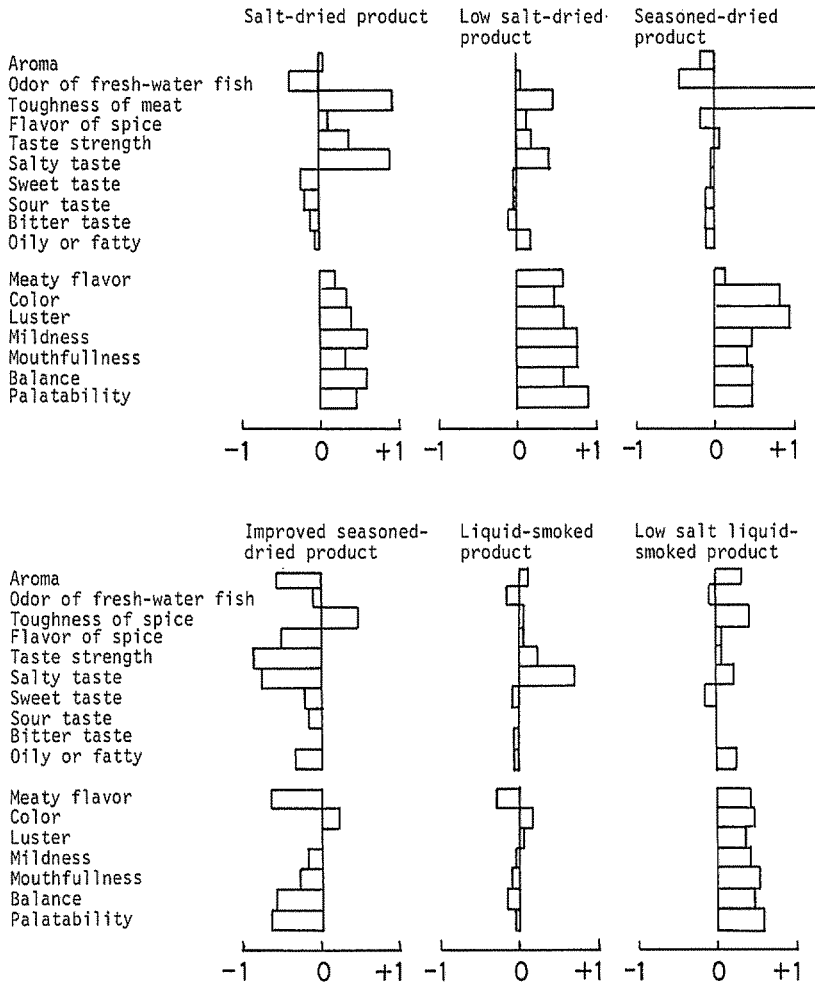 Salt-dried product
Low salt-dried
product
Seasoned-dried
product
Aroma
Odor of fresh-water fish
Toughness of meat
Flavor of spice
Taste strength
Salty taste
Sweet taste
Sour taste
Bitter taste
Oily or fatty
Meaty flavor
Color
Luster
Mildness
Mouthfullness
Balance
Palatability
-1 0 +1
-1 0 +1
-1 0 +1
Improved seasoned-
dried product
Liquid-smoked
product
Low salt liquid-
smoked product
Aroma
Odor of fresh-water fish
Toughness of spice
Flavor of spice
Taste strength
Salty taste
Sweet taste
Sour taste
Bitter taste
Oily or fatty
Meaty flavor
Color
Luster
Mildness
Mouthfullness
Balance
Palatability
-1 0 +1
-1 0 +1
-1 0 +1